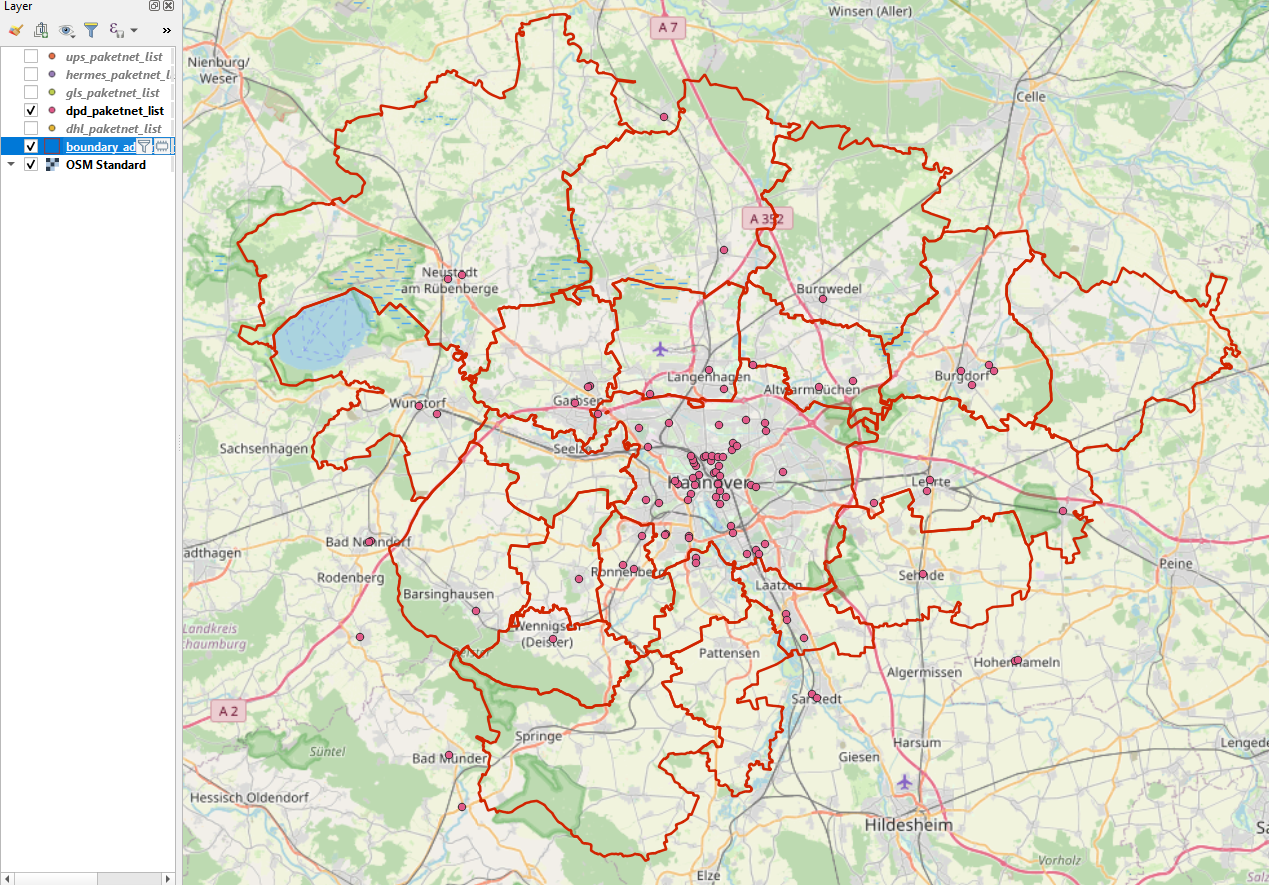 Layer
»
ups_paketnet_list
hermes_paketnet_l
gls_paketnet_list
dpd_paketnet_list
dhl_paketnet_list
boundary_ad
OSM Standard
Winsen (Aller)
A 7
Nienburg/
Weser
Celle
A 352
Neustadt
am Rübenberge
Burgwedel
Langenhagen
Altwarmbüchen
Burgdorf
Wunstorf
Garbsen
Sachsenhagen
Seelze
Hannover
Lehrte
Bad Nenndorf
adthagen
Peine
Rodenberg
Ronnenberg
Laatzen
Sehnde
Barsinghausen
Landkreis
chaumburg
Wennigsen
(Deister)
Deister
Pattensen
Hohenhameln
Algermissen
Sarstedt
A 2
Springe
Süntel
Bad Münder
Harsum
Giesen
Lengede
Hessisch Oldendorf
Hildesheim
Sa
Vorholz
Elze
Salz